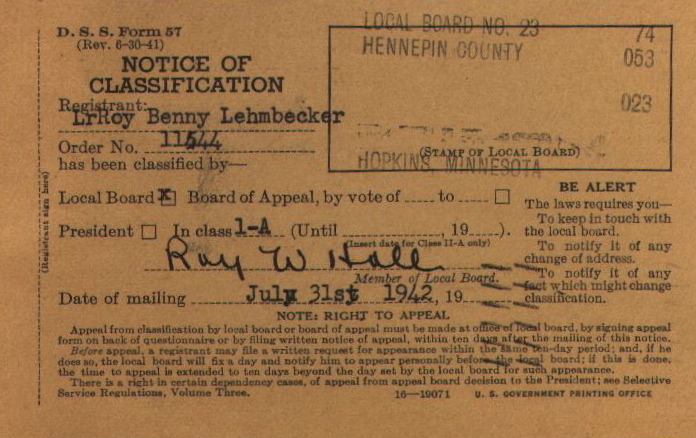 D. S. S. Form 57
(Rev. 6-30-41)
NOTICE OF
CLASSIFICATION
LOCAL BOARD NO. 23 74
HENNEPIN COUNTY 053
023
(STAMP OF LOCAL BOARD)
HOPKINS, MINNESOTA
Registrant:
LrRoy Benny Lehmbecker
Order No. 11544
has been classified by—
Local Board x Board of Appeal, by vote of to
President In class 1-A (Until , 19 ).
(Insert date for Class II-A only)
Roy W Hall
Member of Local Board.
Date of mailing July 31st 1942, 19
BE ALERT
The laws requires you—
To keep in touch with
the local board.
To notify it of any
change of address.
To notify it of any
fact which might change
classification.
(Registrant sign here)
NOTE: RIGHT TO APPEAL
Appeal from classification by local board or board of appeal must be made at office of local board, by signing appeal
form on back of questionnaire or by filing written notice of appeal, within ten days after the mailing of this notice.
Before appeal, a registrant may file a written request for appearance within the same ten-day period; and, if he
does so, the local board will fix a day and notify him to appear personally before the local board; if this is done,
the time to appeal is extended to ten days beyond the day set by the local board for such appearance.
There is a right in certain dependency cases, of appeal from appeal board decision to the President; see Selective
Service Regulations, Volume Three.
16—19071 U. S. GOVERNMENT PRINTING OFFICE